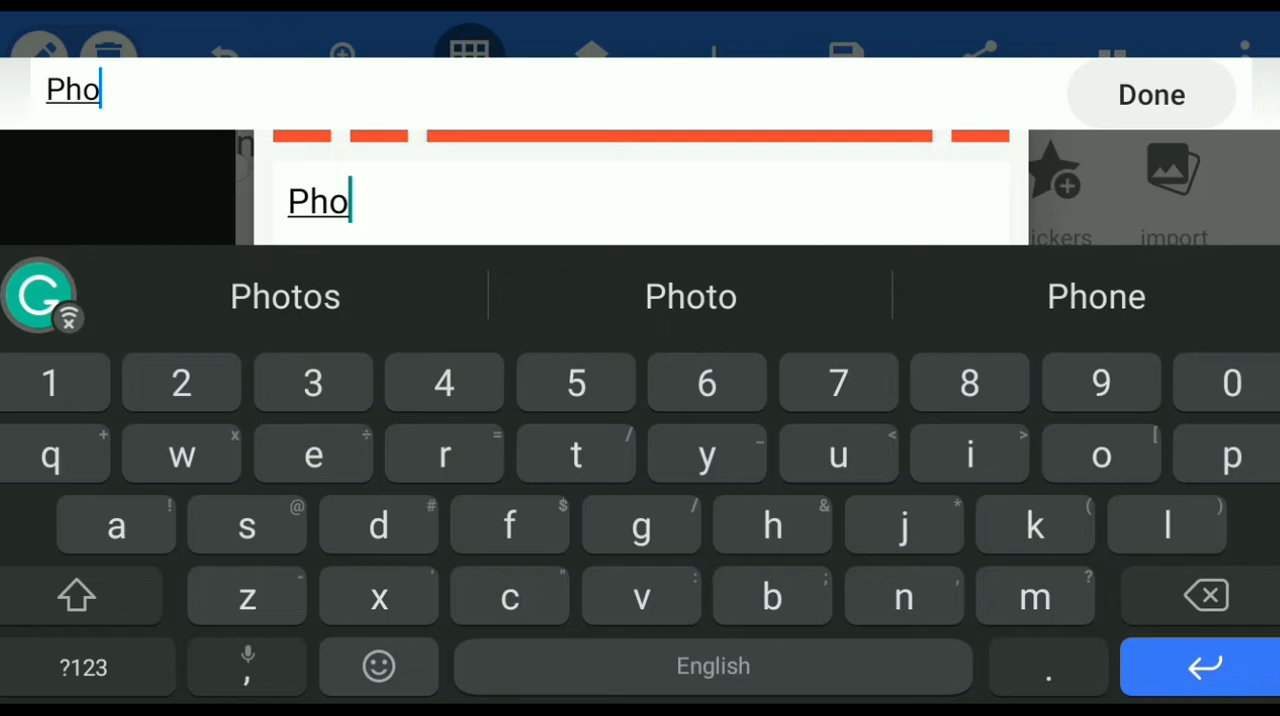 Pho
Done
n
Pho
ickers
import
Photos Photo Phone
1 2 3 4 5 6 7 8 9 0
q + w x e ÷ r = t / y _ u < i > o [ p
a ! s @ d # f $ g / h & j * k ( l )
z - x ' c " v : b ; n , m ?
?123 , English .